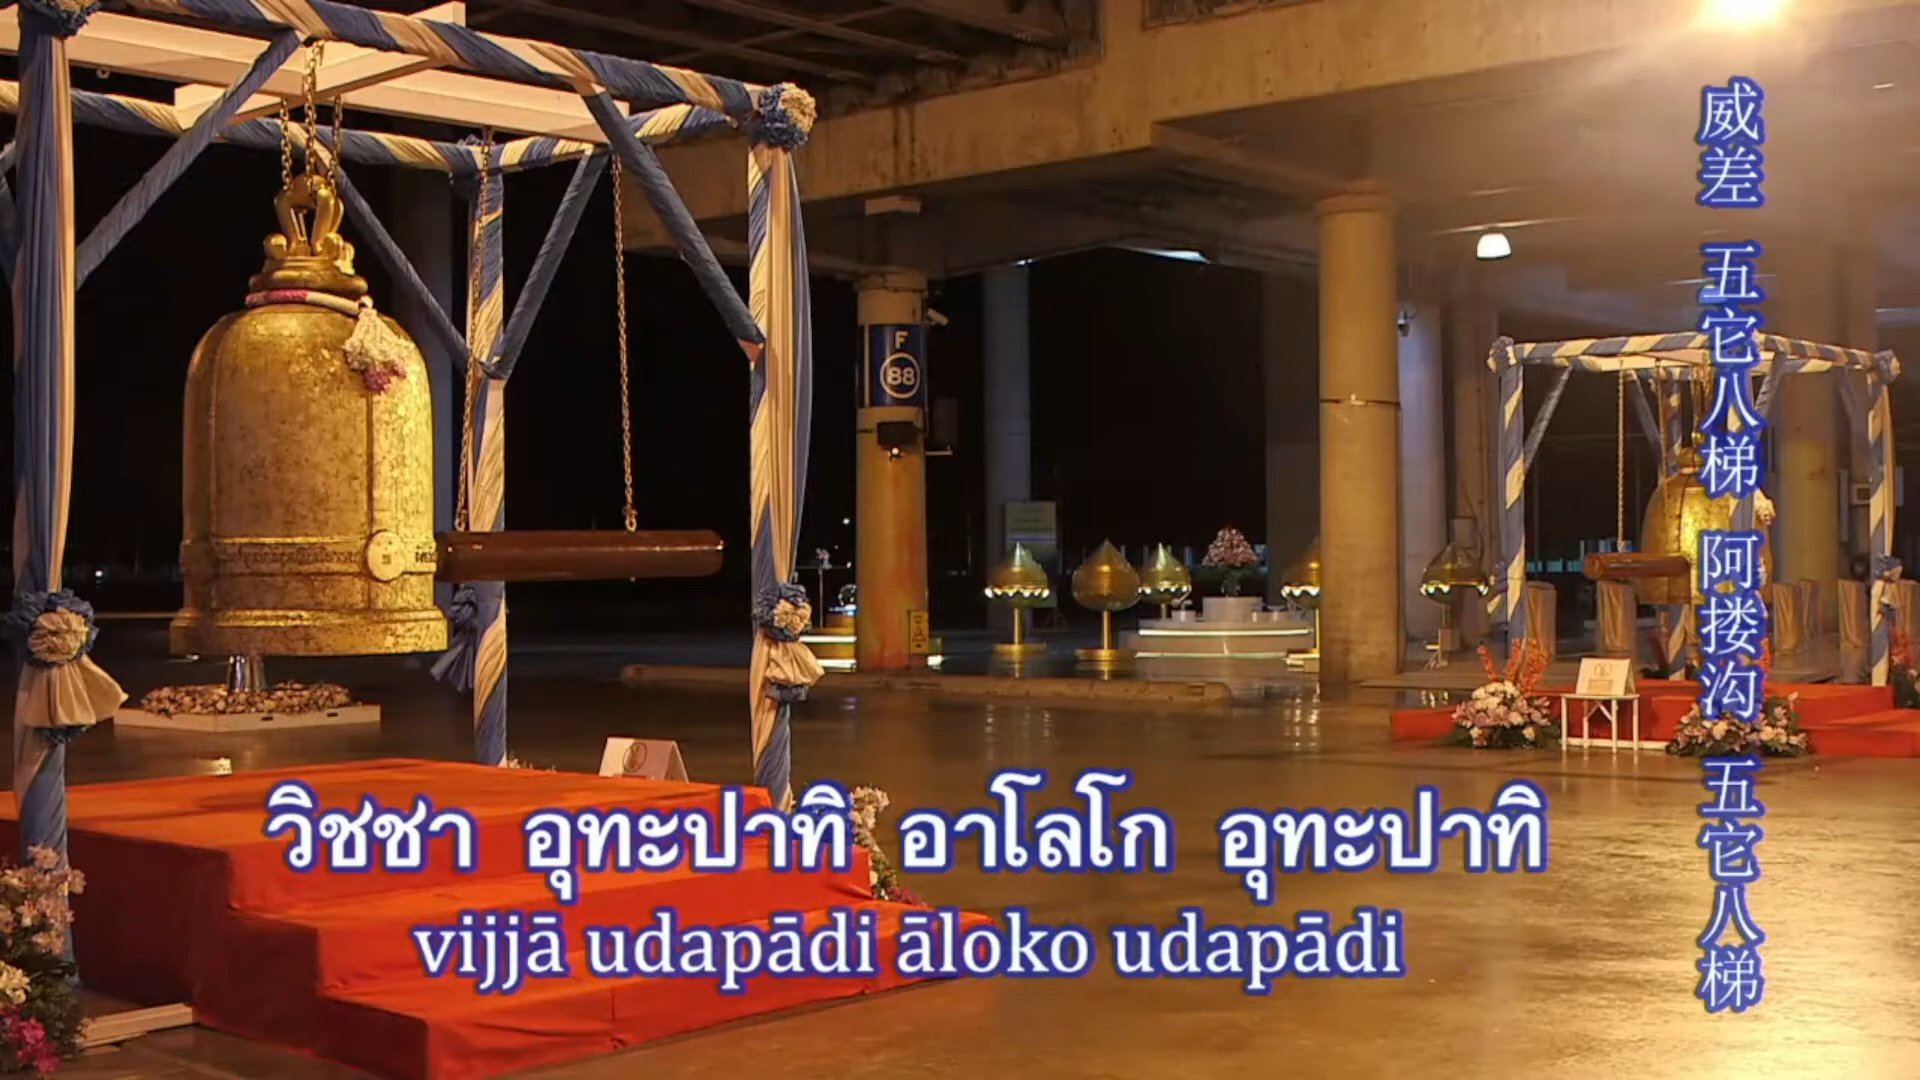 วิชชา อุทะปาทิ อาโลโก อุทะปาทิ
vijjā udapādi āloko udapādi
威差 五它八梯 阿搂沟 五它八梯
F
88